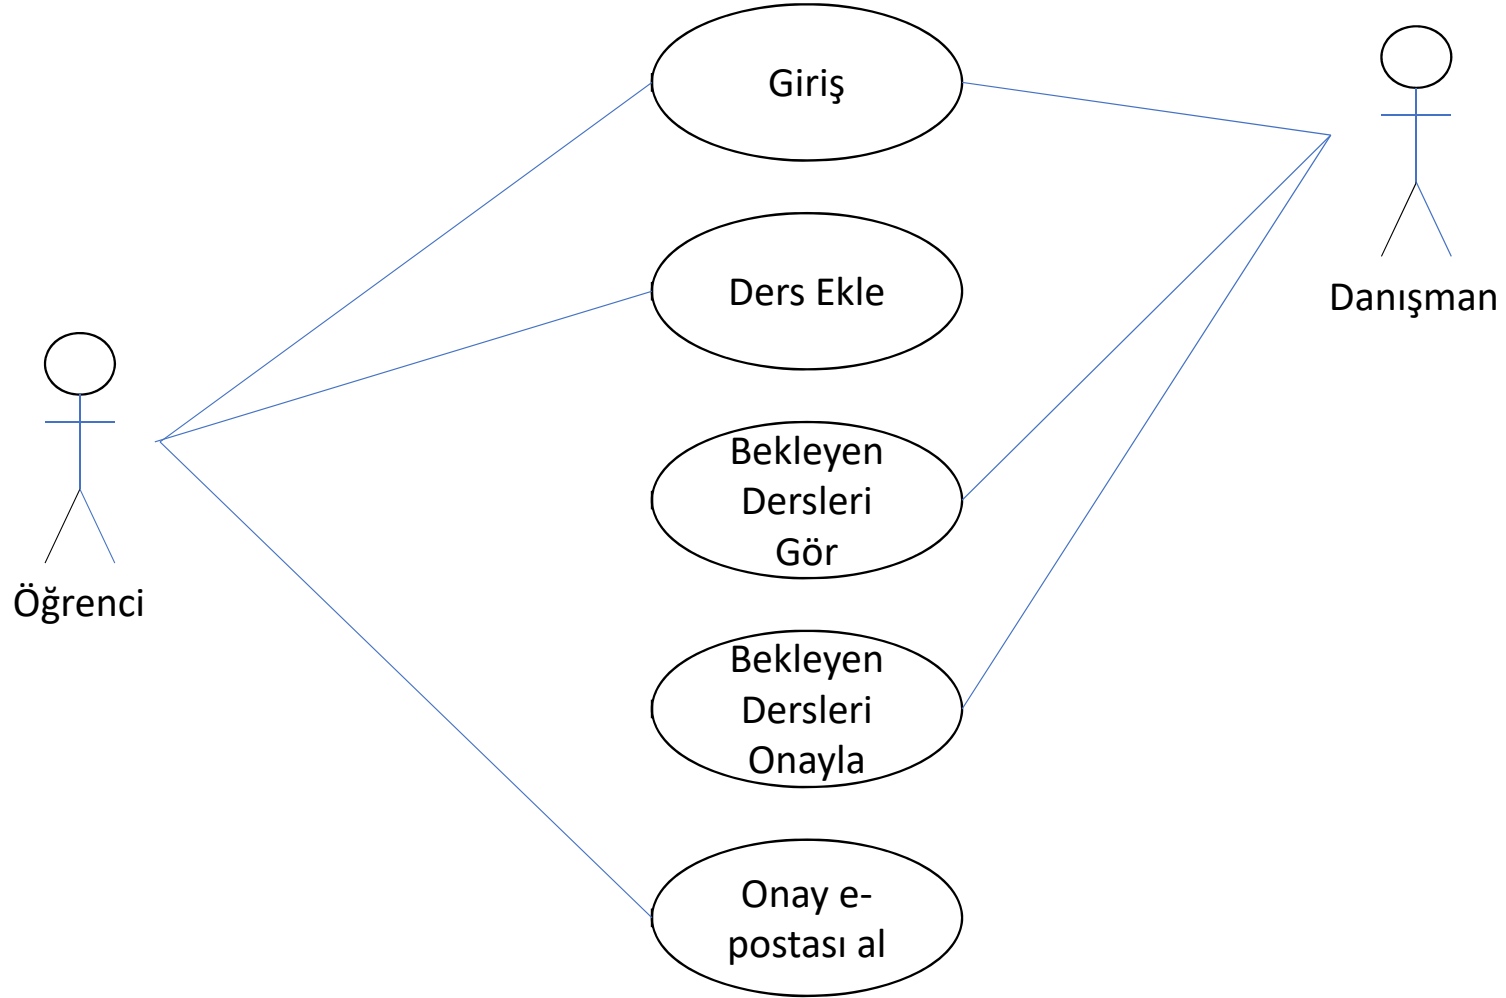 Giriş
Ders Ekle
Danışman
Bekleyen
Dersleri
Gör
Öğrenci
Bekleyen
Dersleri
Onayla
Onay e-
postası al